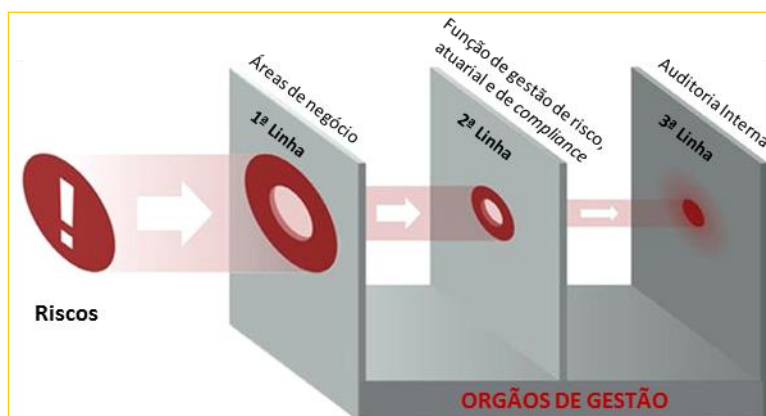 !
Riscos
Áreas de negócio
1ª Linha
Função de gestão de risco,
atuarial e de compliance
2ª Linha
Auditoria Interna
3ª Linha
ORGÃOS DE GESTÃO